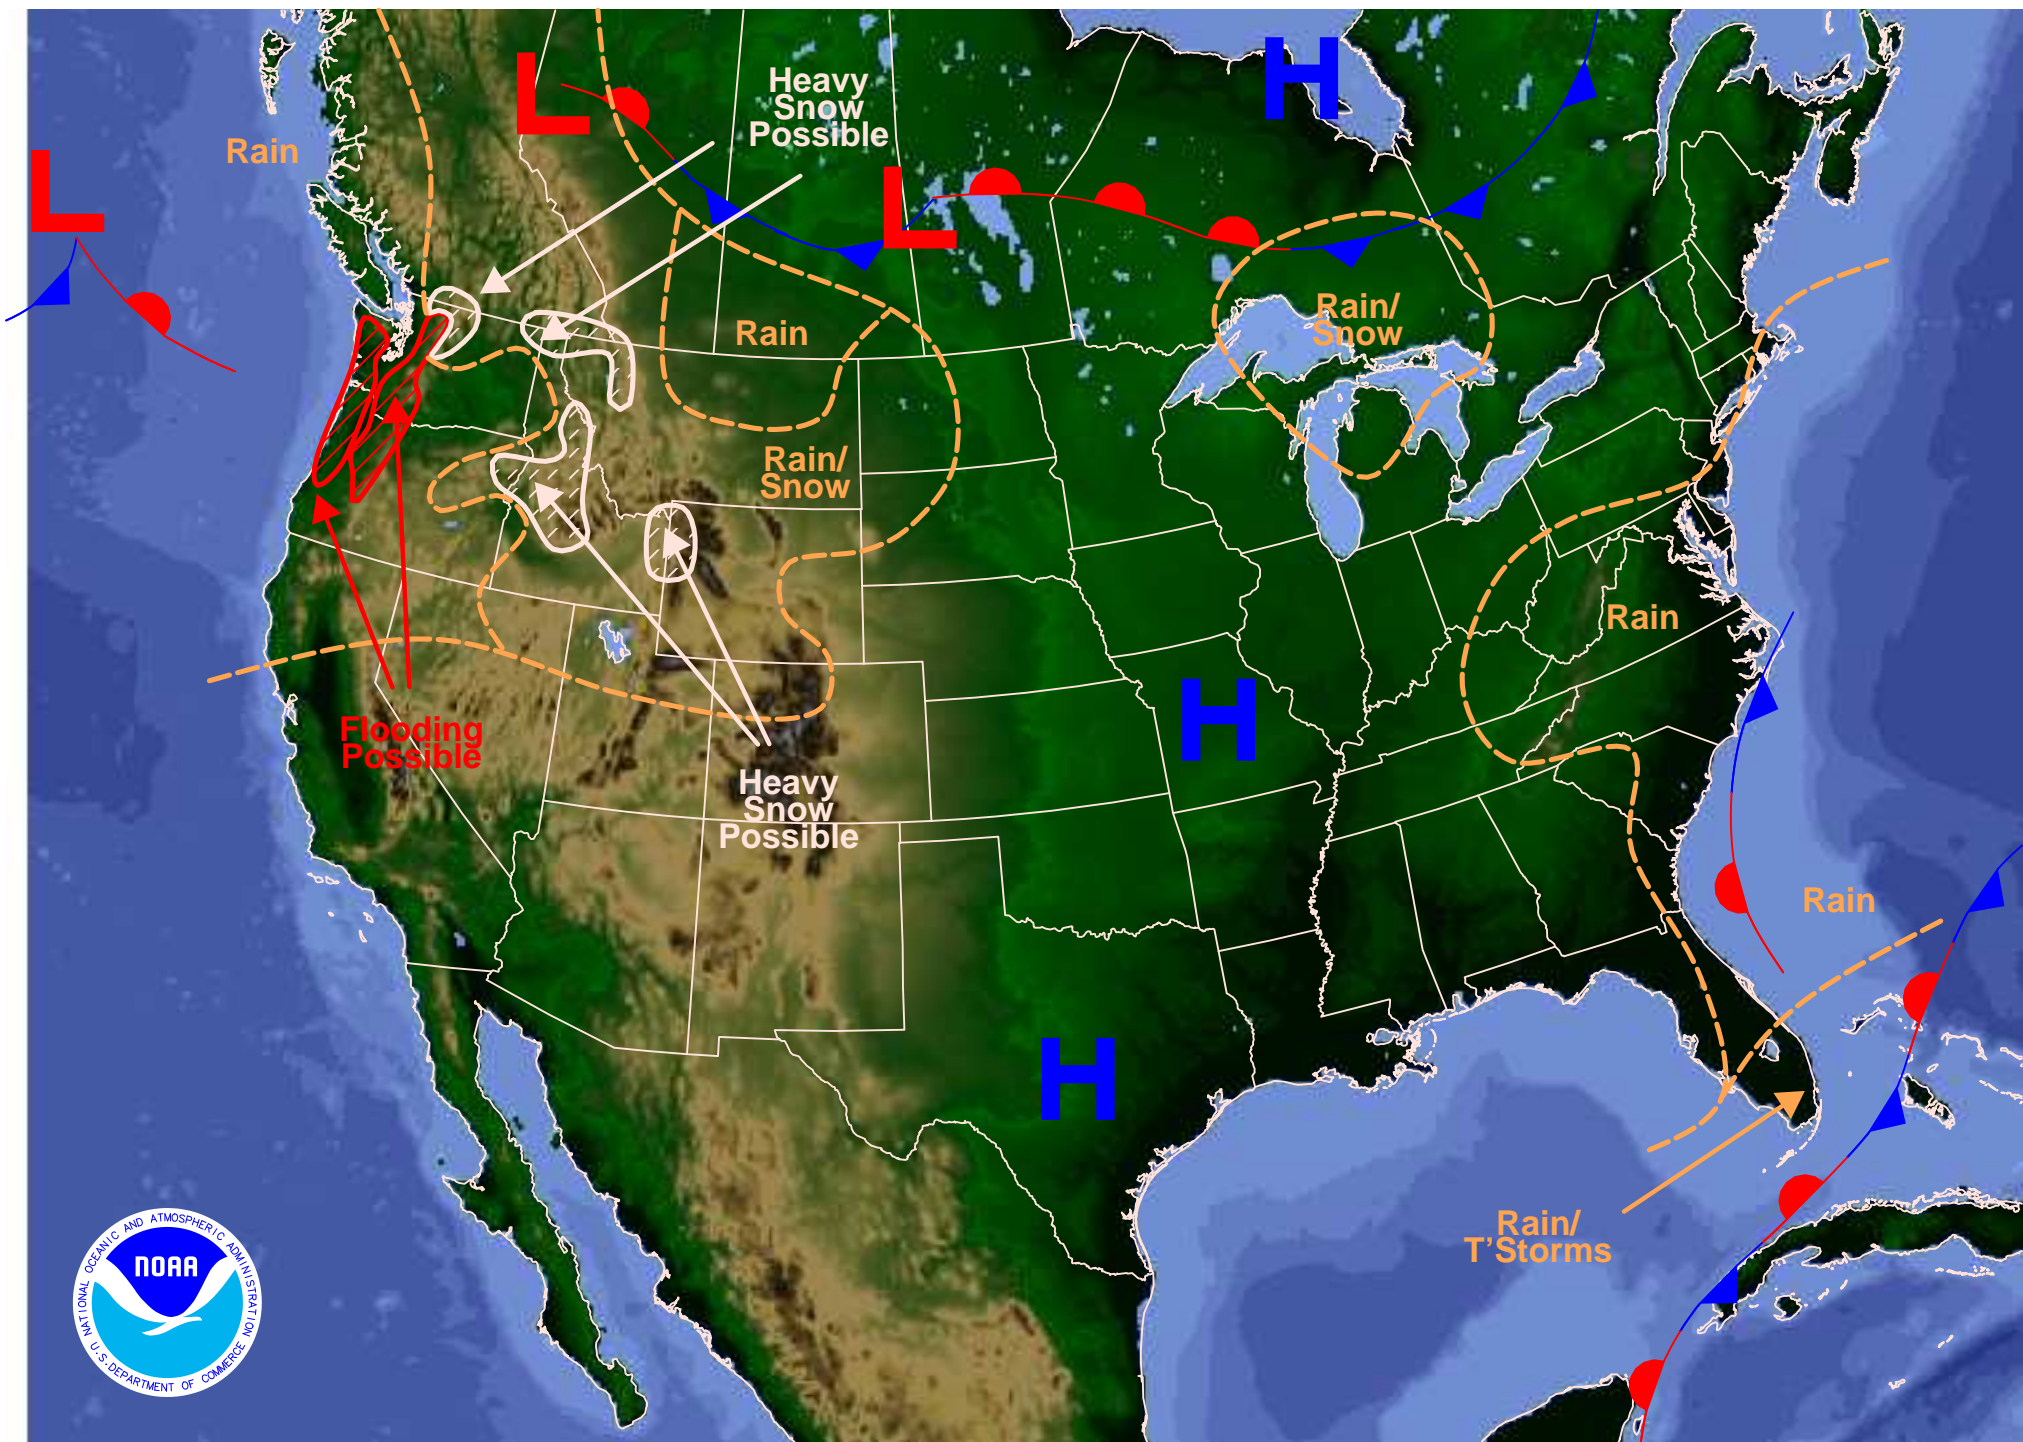 H
L
Heavy
Snow
Possible
Rain
L
L
Rain/
Snow
Rain
Rain/
Snow
Rain
H
Flooding
Possible
Heavy
Snow
Possible
Rain
H
Rain/
T'Storms
NATIONAL OCEANIC AND ATMOSPHERIC ADMINISTRATION
NOAA
U.S. DEPARTMENT OF COMMERCE